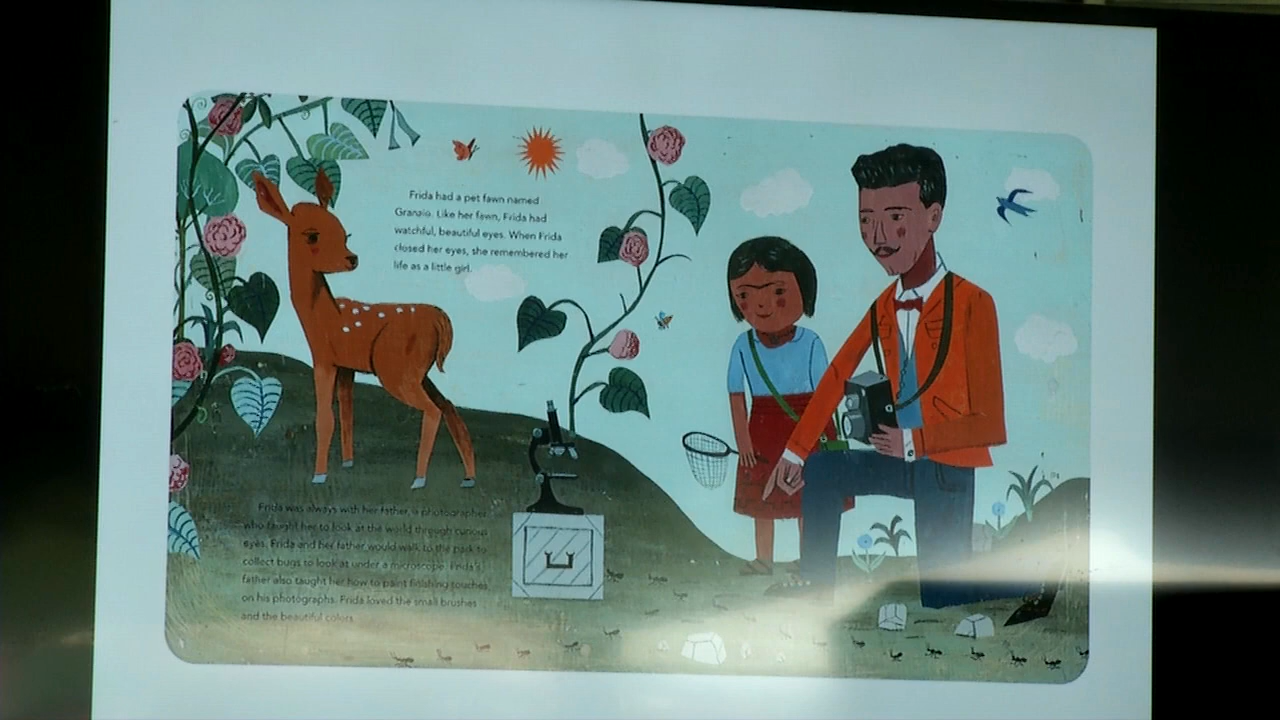 Frida had a pet fawn named
Granizo. Like her fawn, Frida had
watchful, beautiful eyes. When Frida
closed her eyes, she remembered her
life as a little girl.
Frida was always with her father, a photographer
who taught her to look at the world through curious
eyes. Frida and her father would walk to the park to
collect bugs to look at under a microscope. Frida's
father also taught her how to paint finishing touches
on his photographs. Frida loved the small brushes
and the beautiful colors.